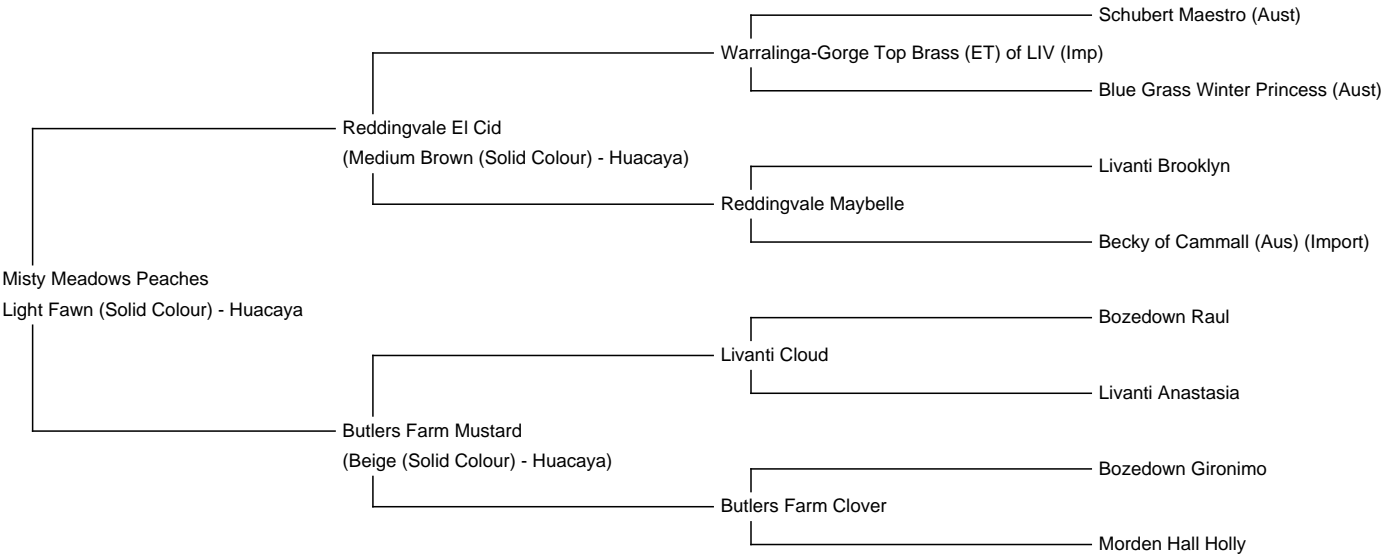 Schubert Maestro (Aust)
Warralinga-Gorge Top Brass (ET) of LIV (Imp)
Blue Grass Winter Princess (Aust)
Reddingvale El Cid
(Medium Brown (Solid Colour) - Huacaya)
Livanti Brooklyn
Reddingvale Maybelle
Becky of Cammall (Aus) (Import)
Misty Meadows Peaches
Light Fawn (Solid Colour) - Huacaya
Bozedown Raul
Livanti Cloud
Livanti Anastasia
Butlers Farm Mustard
(Beige (Solid Colour) - Huacaya)
Bozedown Gironimo
Butlers Farm Clover
Morden Hall Holly